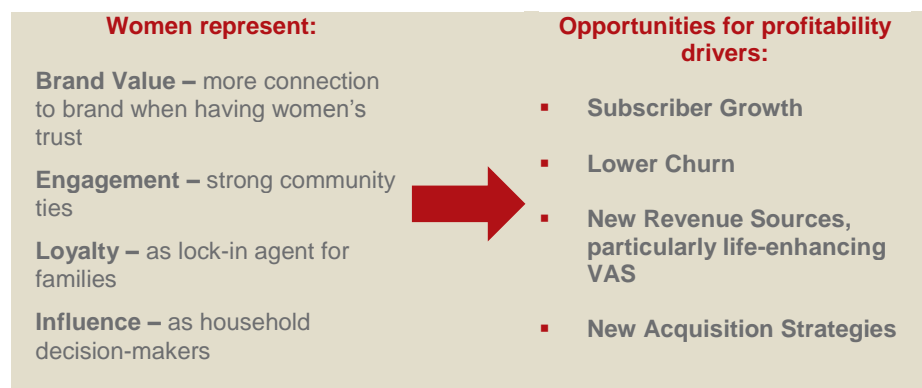 Women represent:
Brand Value – more connection
to brand when having women's
trust
Engagement – strong community
ties
Loyalty – as lock-in agent for
families
Influence – as household
decision-makers
Opportunities for profitability
drivers:
▪ Subscriber Growth
▪ Lower Churn
▪ New Revenue Sources,
particularly life-enhancing
VAS
▪ New Acquisition Strategies